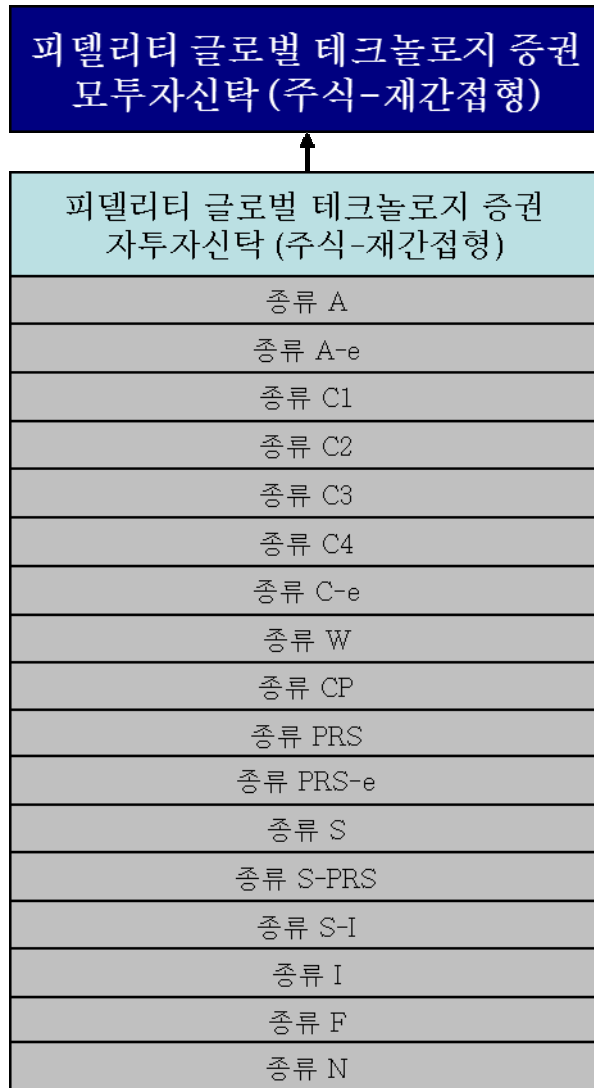 피델리티 글로벌 테크놀로지 증권
모투자신탁 (주식-재간접형)
피델리티 글로벌 테크놀로지 증권
자투자신탁 (주식-재간접형)
종류 A
종류 A-e
종류 C1
종류 C2
종류 C3
종류 C4
종류 C-e
종류 W
종류 CP
종류 PRS
종류 PRS-e
종류 S
종류 S-PRS
종류 S-I
종류 I
종류 F
종류 N